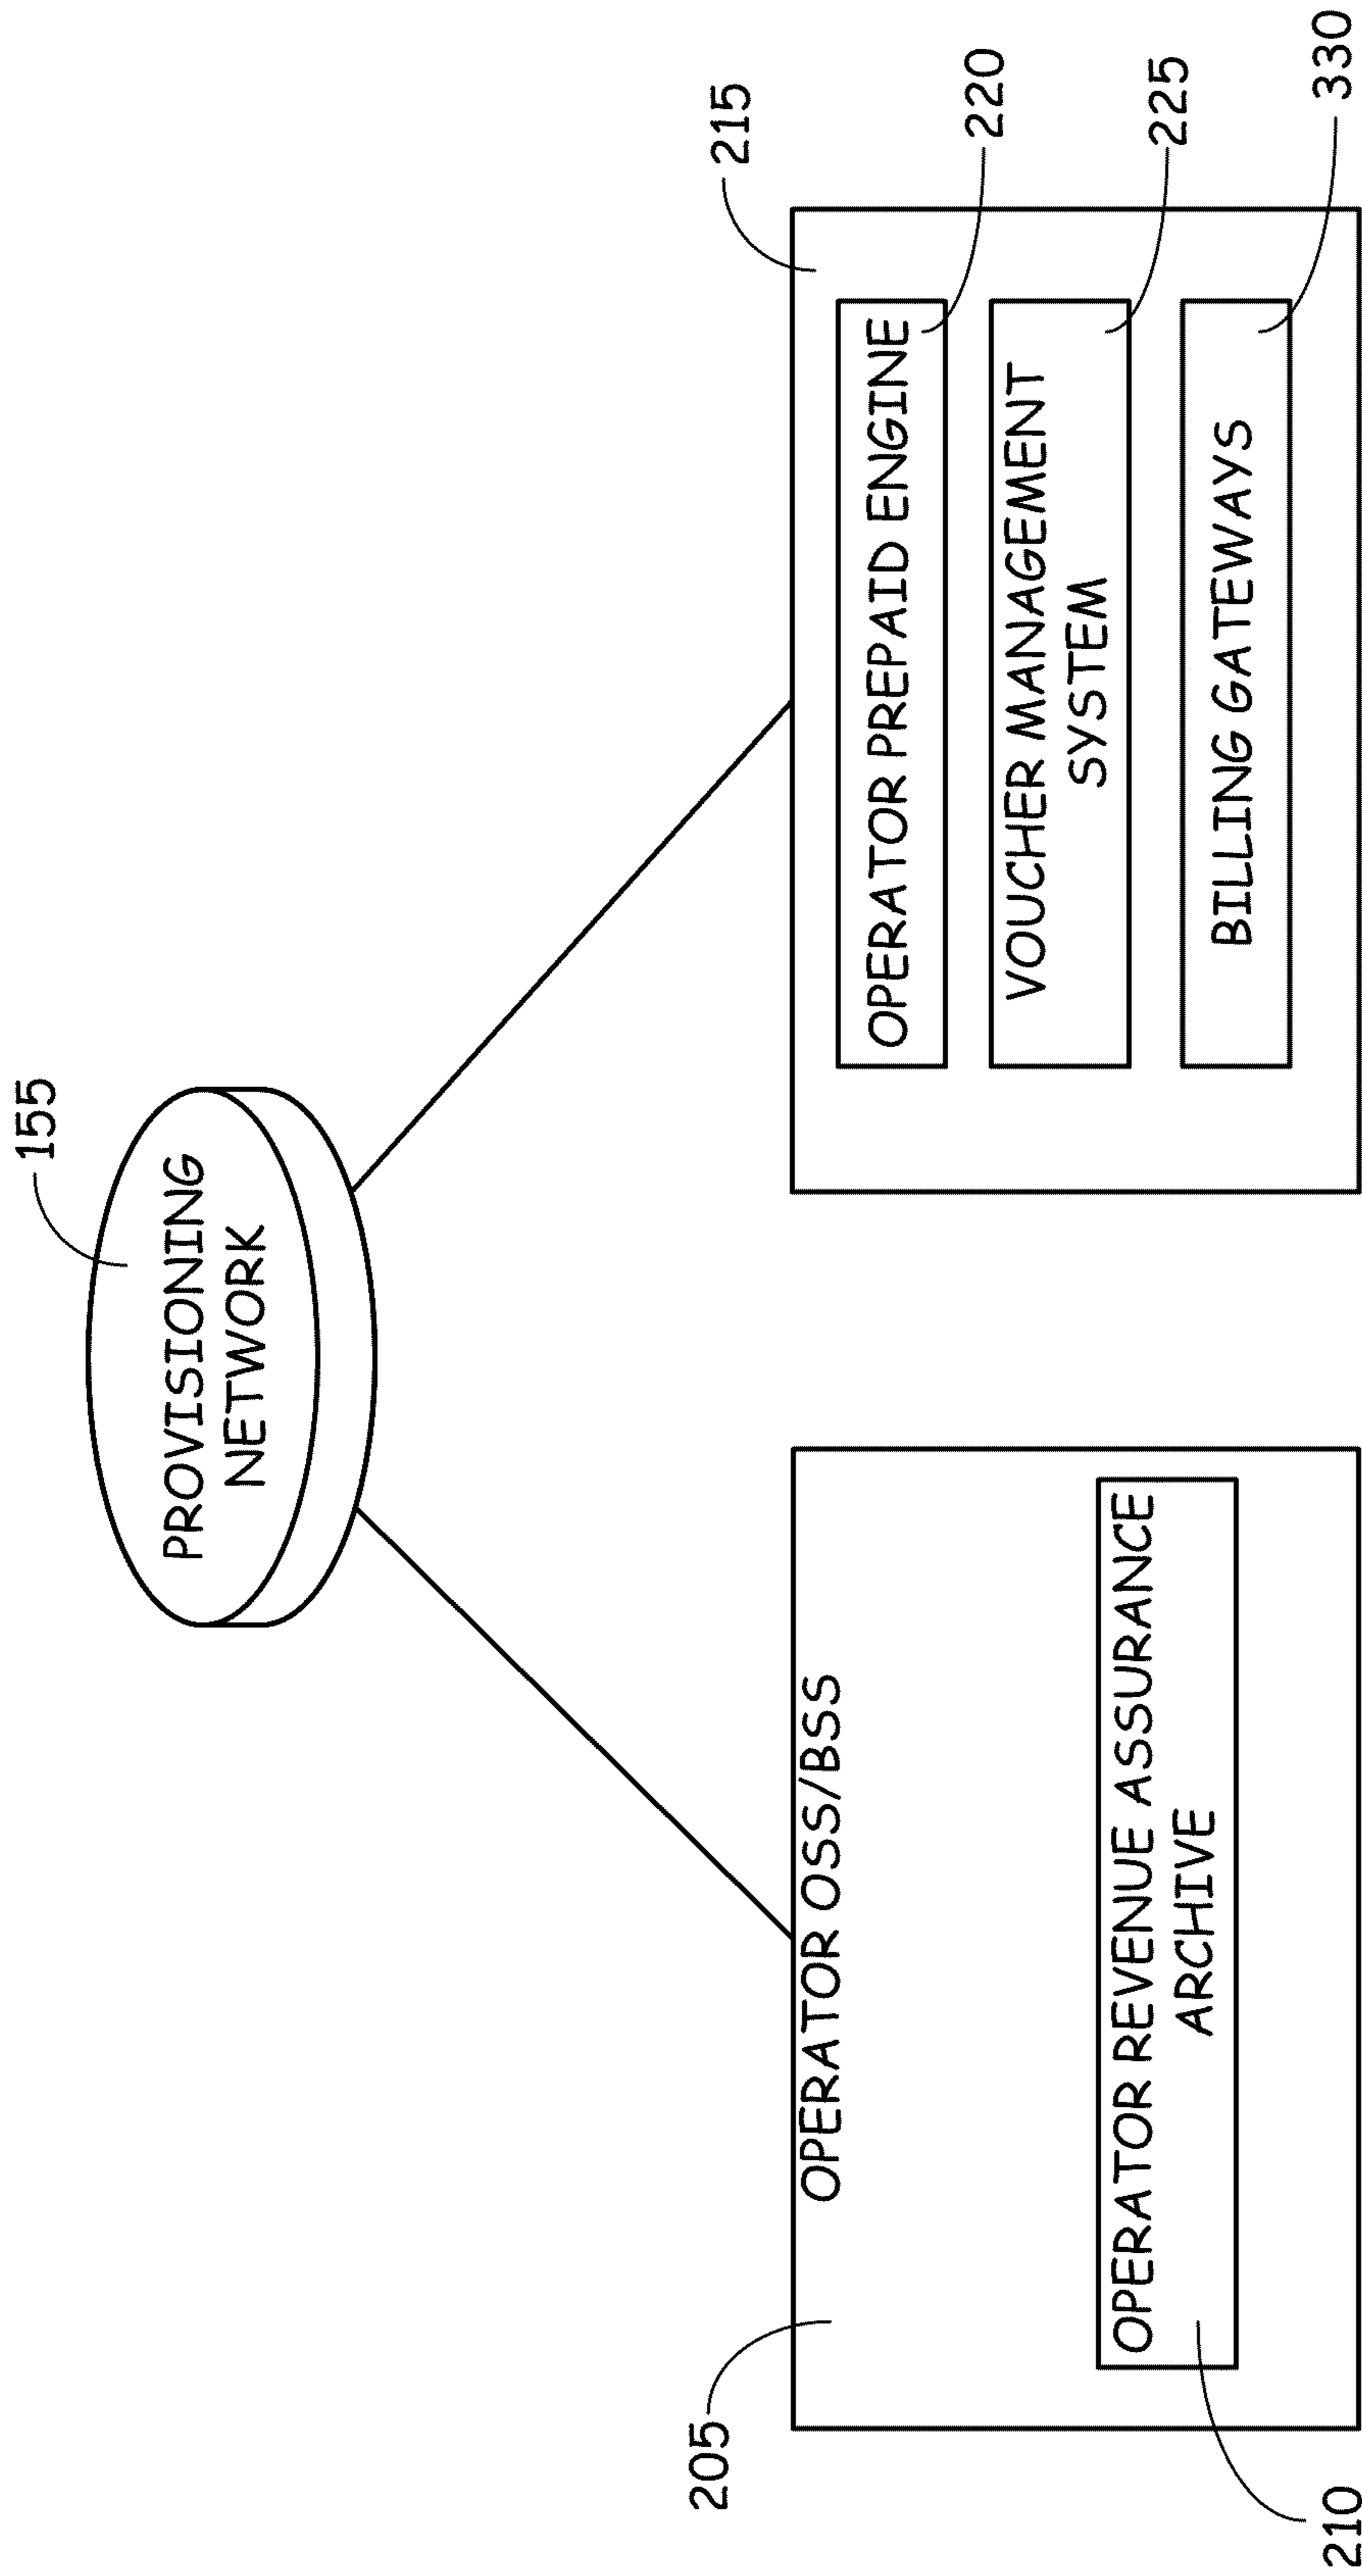 155
PROVISIONING
NETWORK
205
OPERATOR OSS/BSS
OPERATOR REVENUE ASSURANCE
ARCHIVE
210
215
OPERATOR PREPAID ENGINE
220
VOUCHER MANAGEMENT
SYSTEM
225
BILLING GATEWAYS
330